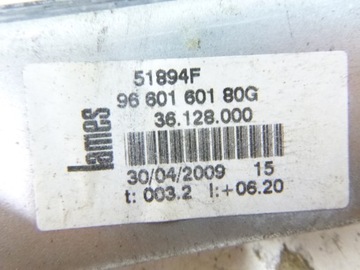 51894F
96 601 601 80G
36.128.000
lames
30/04/2009 15
t: 003.2 l:+06.20